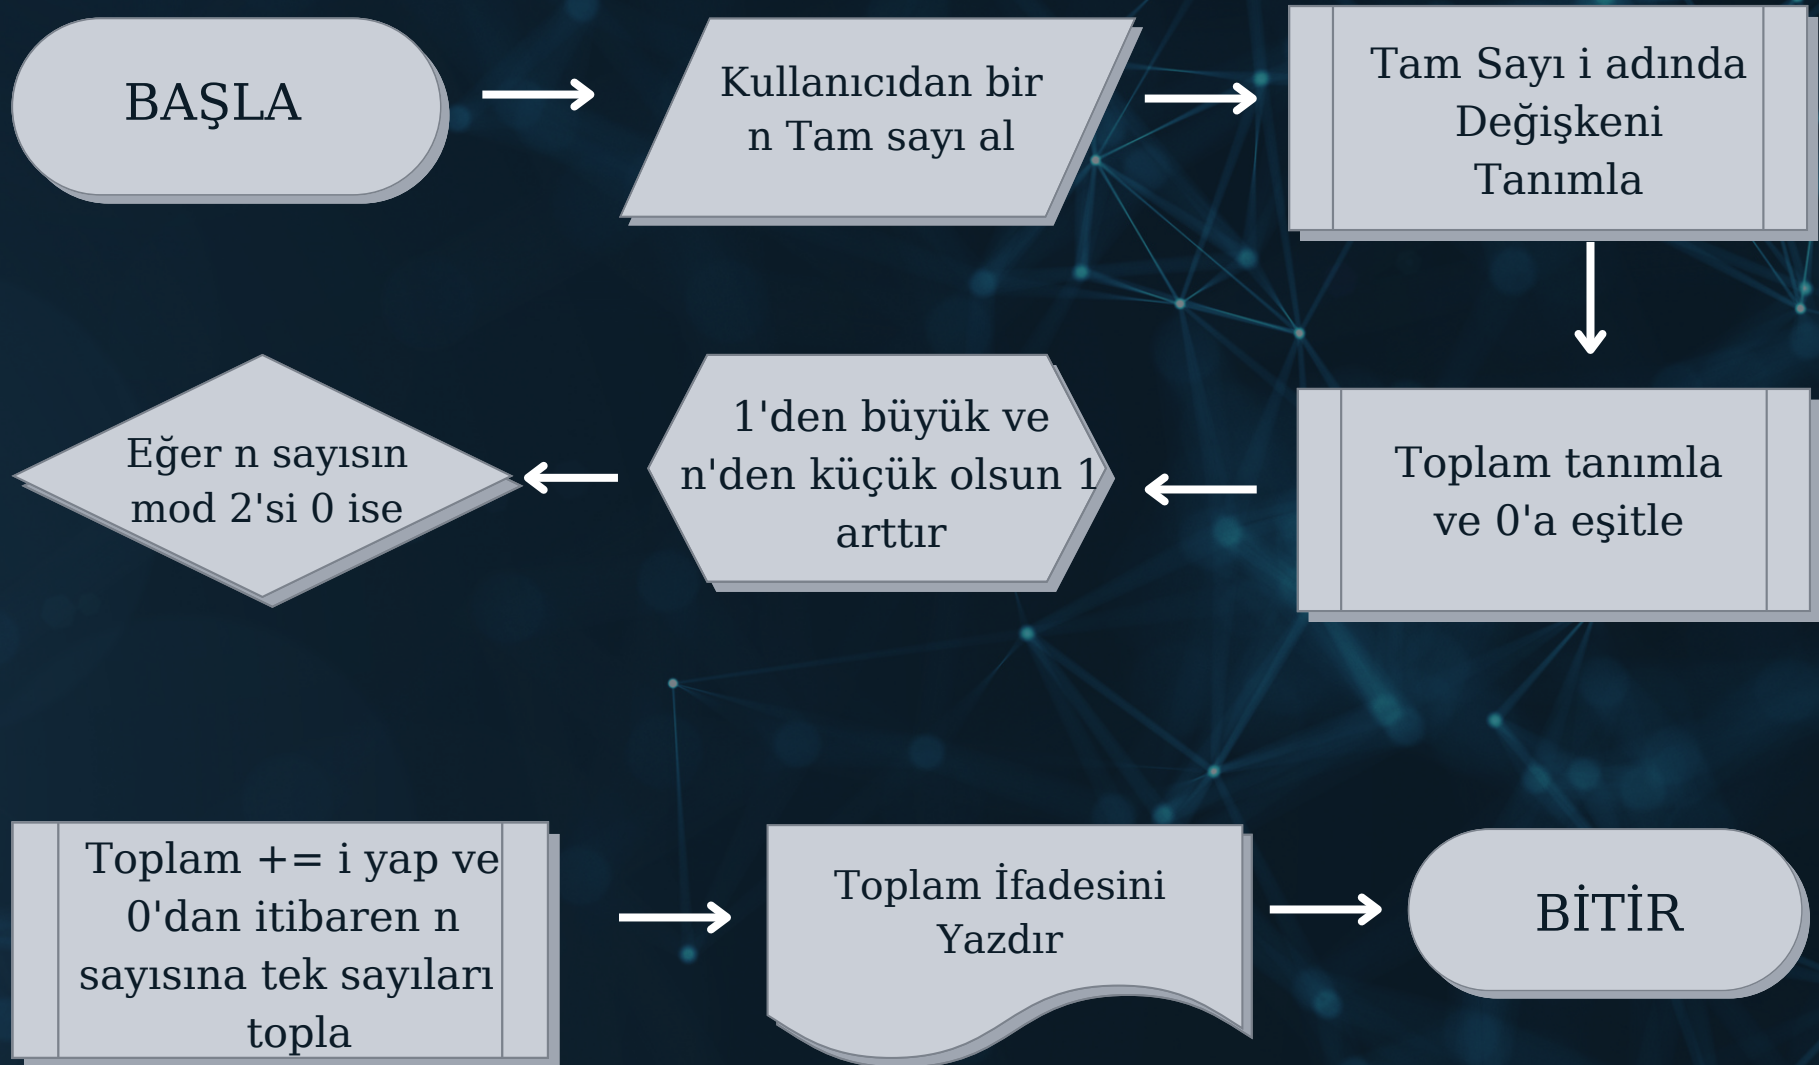 BAŞLA
Kullanıcıdan bir
n Tam sayı al
Tam Sayı i adında
Değişkeni
Tanımla
Toplam tanımla
ve 0'a eşitle
1'den büyük ve
n'den küçük olsun 1
arttır
Eğer n sayısın
mod 2'si 0 ise
Toplam += i yap ve
0'dan itibaren n
sayısına tek sayıları
topla
Toplam İfadesini
Yazdır
BİTİR